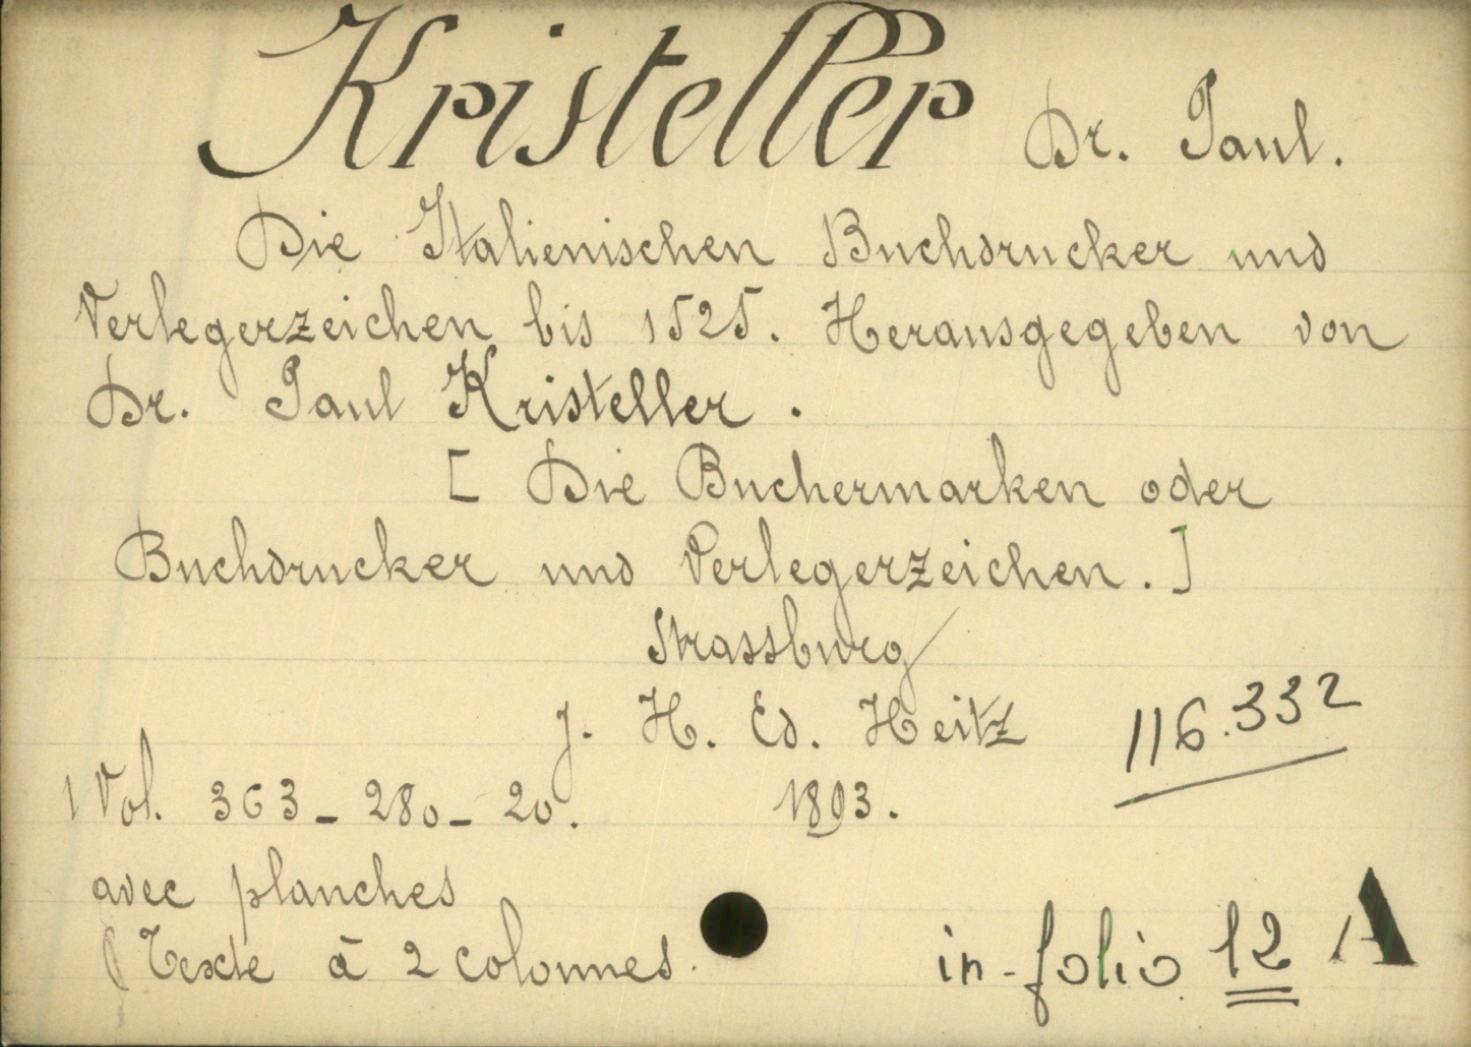 Kristeller Dr. Paul.
Die Italienischen Buchdrucker und
Verlegerzeichen bis 1525. Herausgegeben von
Dr. Paul Kristeller.
[ Die Buchermarken oder
Buchdrucker und Verlegerzeichen.]
Strassburg
J. H. Ed. Heitz
116.332
1 Vol. 363 - 280 - 20. 1893.
avec planches
(Texte à 2 colonnes.
in-folio 12 A